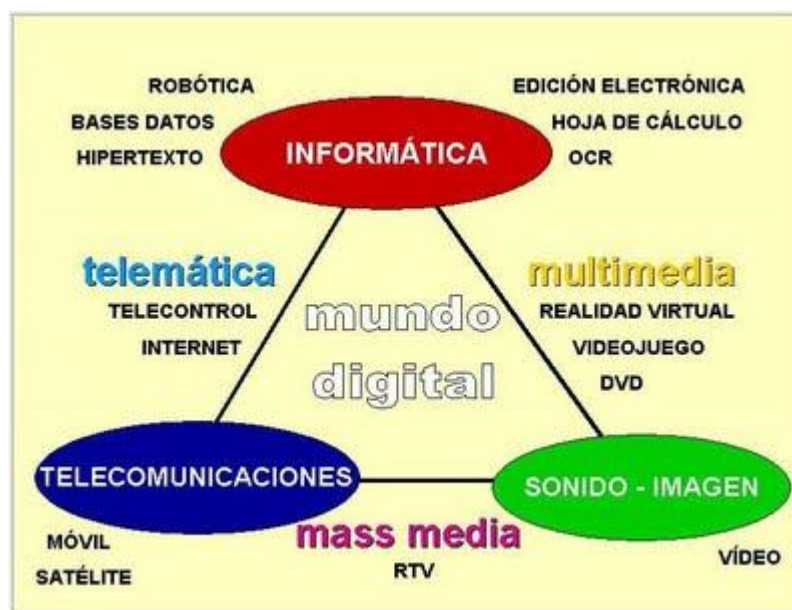 ROBÓTICA
BASES DATOS
HIPERTEXTO
INFORMÁTICA
EDICIÓN ELECTRÓNICA
HOJA DE CÁLCULO
OCR
telemática
TELECONTROL
INTERNET
mundo
digital
multimedia
REALIDAD VIRTUAL
VIDEOJUEGO
DVD
TELECOMUNICACIONES
MÓVIL
SATÉLITE
mass media
RTV
SONIDO - IMAGEN
VÍDEO